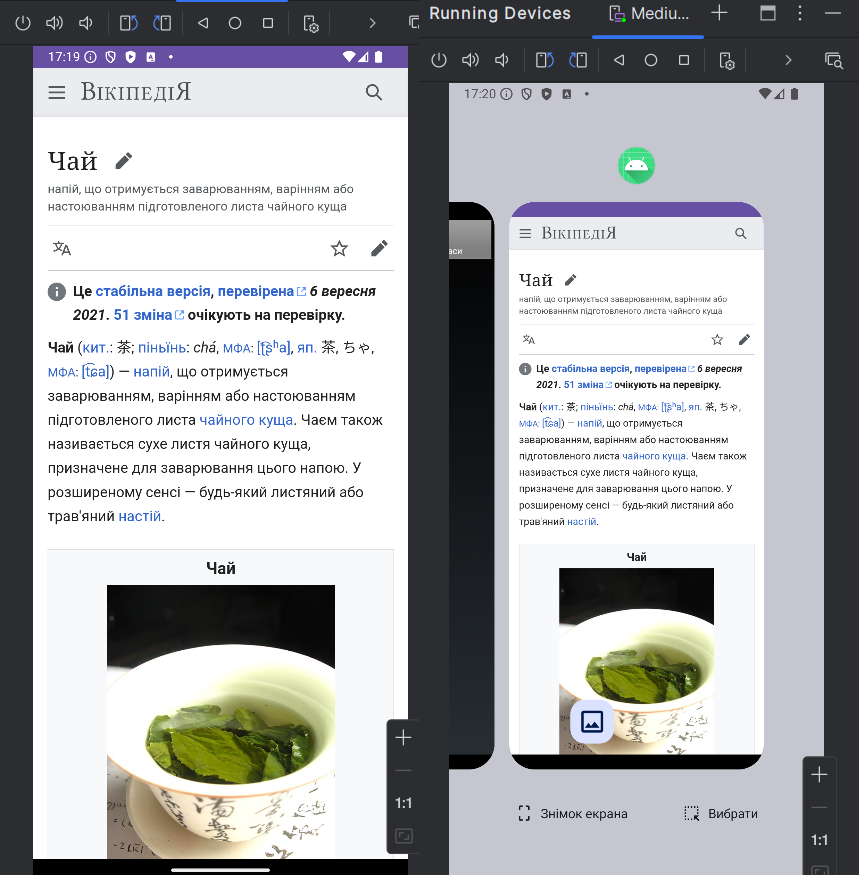 17:19
ВікіпедіЯ
Чай
напій, що отримується заварюванням, варінням або
настоюванням підготовленого листа чайного куща
Це стабільна версія, перевірена 6 вересня
2021. 51 зміна очікують на перевірку.
Чай (кит.: 茶; піньїнь: chá, МФА: [ʈ͡ʂʰa], яп. 茶, ちゃ,
МФА: [t͡ɕa]) — напій, що отримується
заварюванням, варінням або настоюванням
підготовленого листа чайного куща. Чаєм також
називається сухе листя чайного куща,
призначене для заварювання цього напою. У
розширеному сенсі — будь-який листяний або
трав'яний настій.
Чай
1:1
Running Devices
Mediu...
17:20
аси
ВікіпедіЯ
Чай
напій, що отримується заварюванням, варінням або
настоюванням підготовленого листа чайного куща
Це стабільна версія, перевірена 6 вересня
2021. 51 зміна очікують на перевірку.
Чай (кит.: 茶; піньїнь: chá, МФА: [ʈ͡ʂʰa], яп. 茶, ちゃ,
МФА: [t͡ɕa]) — напій, що отримується
заварюванням, варінням або настоюванням
підготовленого листа чайного куща. Чаєм також
називається сухе листя чайного куща,
призначене для заварювання цього напою. У
розширеному сенсі — будь-який листяний або
трав'яний настій.
Чай
Знімок екрана
Вибрати
1:1